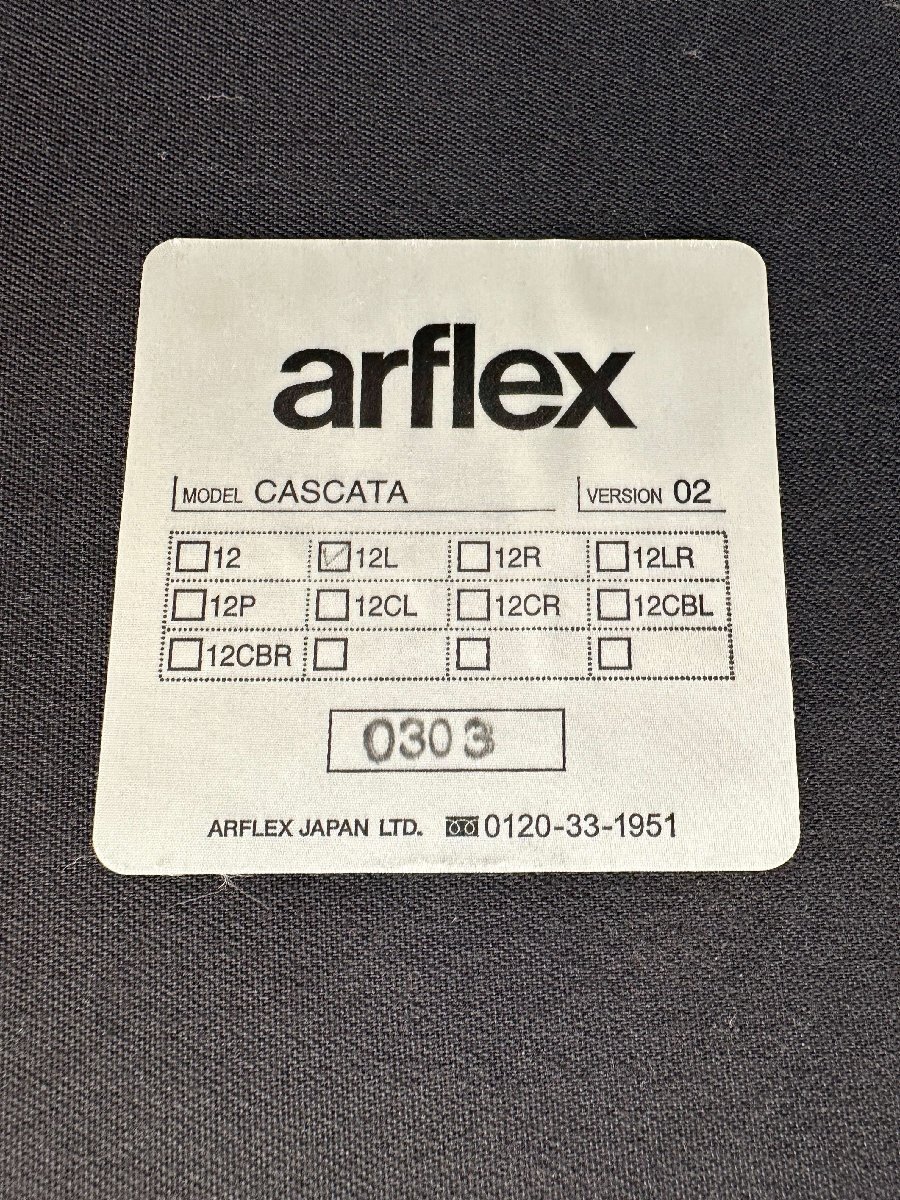 arflex
MODEL CASCATA VERSION 02
☐12 ☑12L ☐12R ☐12LR
☐12P ☐12CL ☐12CR ☐12CBL
☐12CBR ☐ ☐ ☐
0303
ARFLEX JAPAN LTD. 0120-33-1951